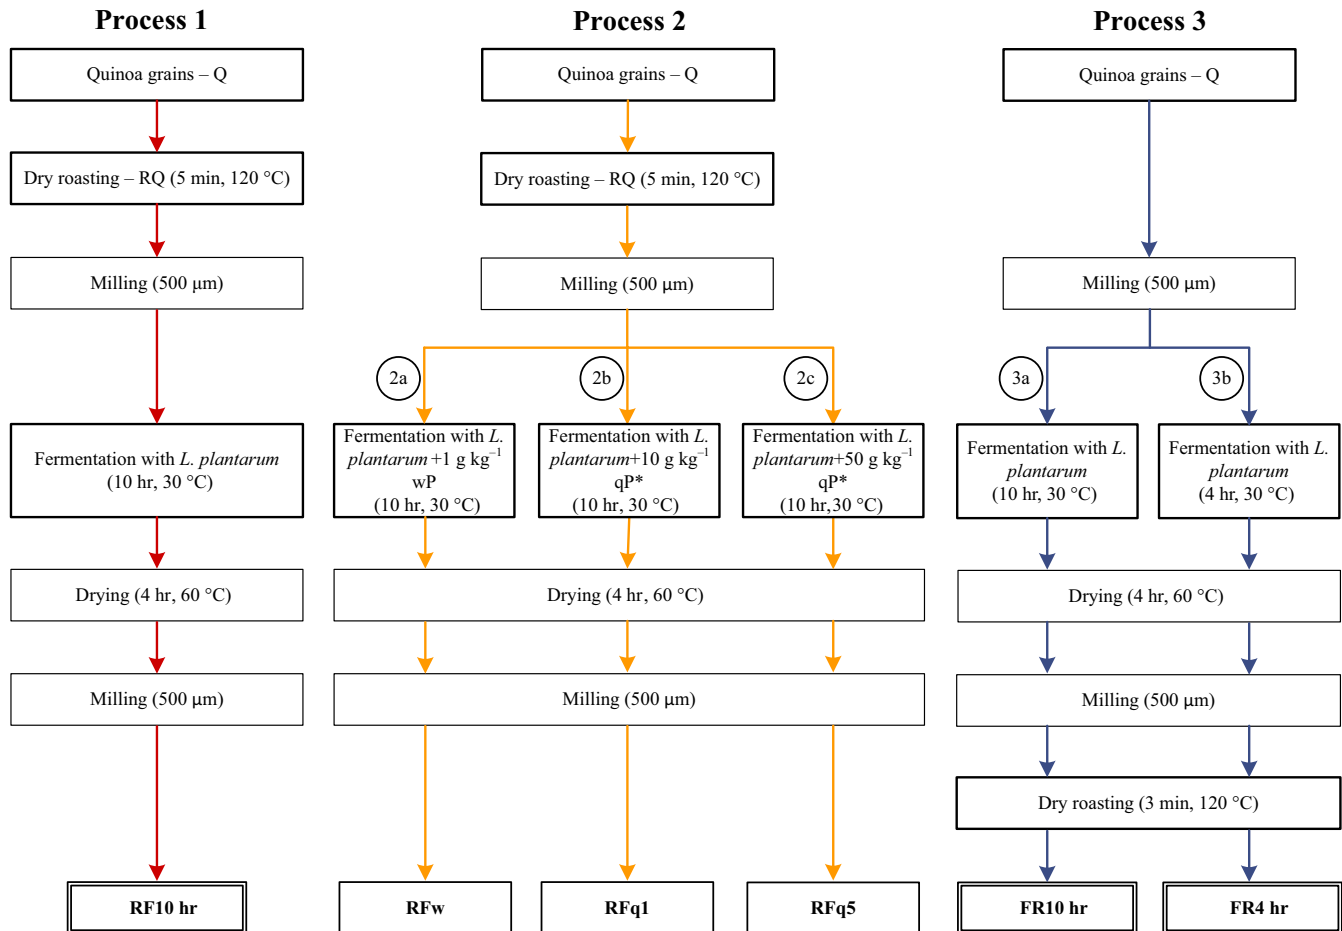 Process 1
Quinoa grains – Q
Dry roasting – RQ (5 min, 120 °C)
Milling (500 μm)
Fermentation with L. plantarum
(10 hr, 30 °C)
Drying (4 hr, 60 °C)
Milling (500 μm)
RF10 hr
Process 2
Quinoa grains – Q
Dry roasting – RQ (5 min, 120 °C)
Milling (500 μm)
2a
2b
2c
Fermentation with L.
plantarum +1 g kg⁻¹
wP
(10 hr, 30 °C)
Fermentation with L.
plantarum+10 g kg⁻¹
qP*
(10 hr, 30 °C)
Fermentation with L.
plantarum+50 g kg⁻¹
qP*
(10 hr,30 °C)
Drying (4 hr, 60 °C)
Milling (500 μm)
RFw
RFq1
RFq5
Process 3
Quinoa grains – Q
Milling (500 μm)
3a
3b
Fermentation with L.
plantarum
(10 hr, 30 °C)
Fermentation with L.
plantarum
(4 hr, 30 °C)
Drying (4 hr, 60 °C)
Milling (500 μm)
Dry roasting (3 min, 120 °C)
FR10 hr
FR4 hr